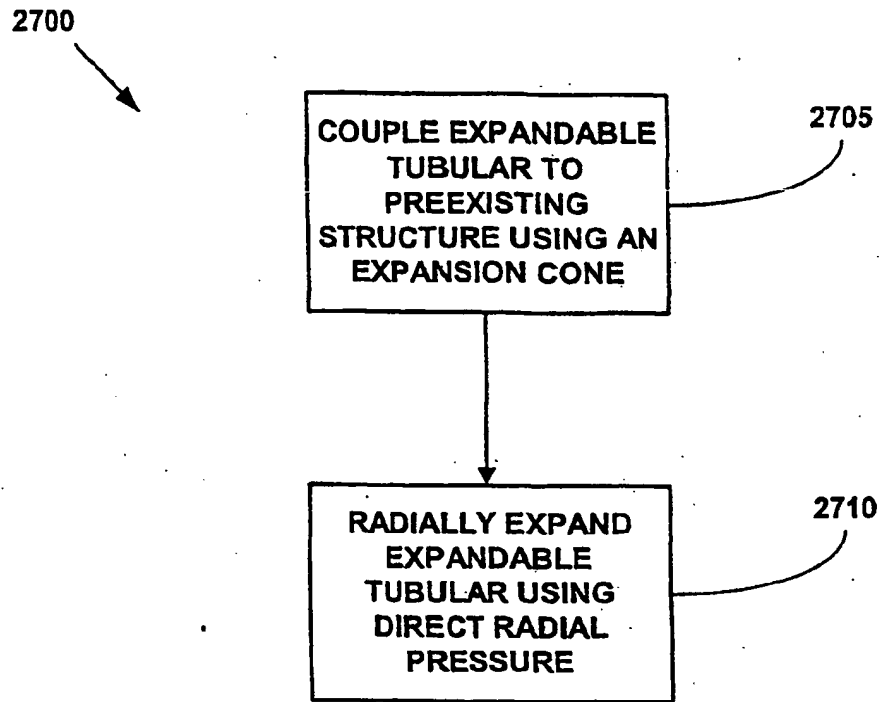 2700
COUPLE EXPANDABLE
TUBULAR TO
PREEXISTING
STRUCTURE USING AN
EXPANSION CONE
2705
RADIALLY EXPAND
EXPANDABLE
TUBULAR USING
DIRECT RADIAL
PRESSURE
2710